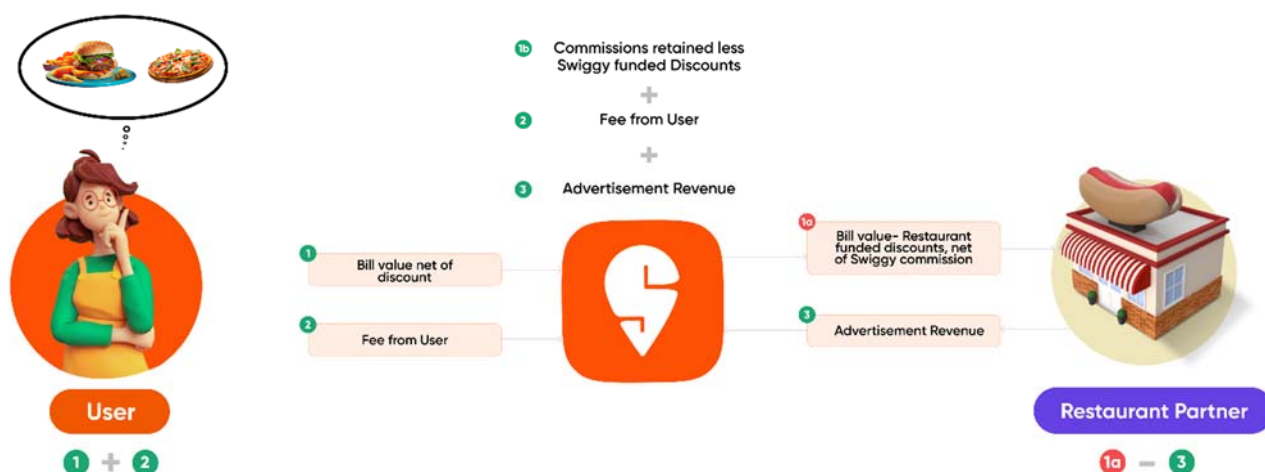 1b Commissions retained less
Swiggy funded Discounts
+
2 Fee from User
+
3 Advertisement Revenue
1 Bill value net of
discount
2 Fee from User
1a Bill value- Restaurant
funded discounts, net
of Swiggy commission
3 Advertisement Revenue
User
1 + 2
Restaurant Partner
1a - 3